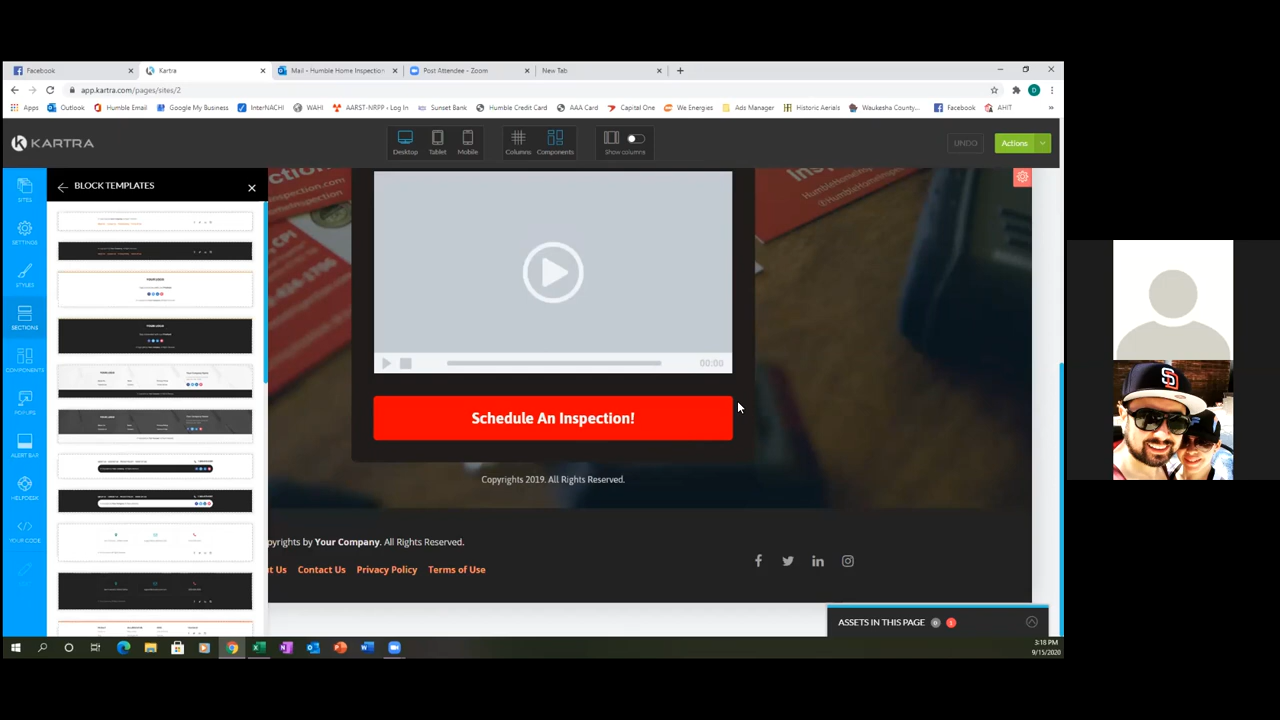 Facebook
Kartra
Mail - Humble Home Inspection
Post Attendee - Zoom
New Tab
app.kartra.com/pages/sites/2
Apps
Outlook
Humble Email
Google My Business
InterNACHI
WAHI
AARST-NRPP • Log In
Sunset Bank
Humble Credit Card
AAA Card
Capital One
We Energies
Ads Manager
Historic Aerials
Waukesha County...
Facebook
AHIT
KARTRA
Desktop
Tablet
Mobile
Columns
Components
Show columns
UNDO
Actions
SITES
SETTINGS
STYLES
SECTIONS
COMPONENTS
POPUPS
ALERT BAR
HELPDESK
YOUR CODE
BLOCK TEMPLATES
00:00
Schedule An Inspection!
Copyrights 2019. All Rights Reserved.
pyrights by Your Company. All Rights Reserved.
ut Us
Contact Us
Privacy Policy
Terms of Use
ASSETS IN THIS PAGE
3:18 PM
9/15/2020